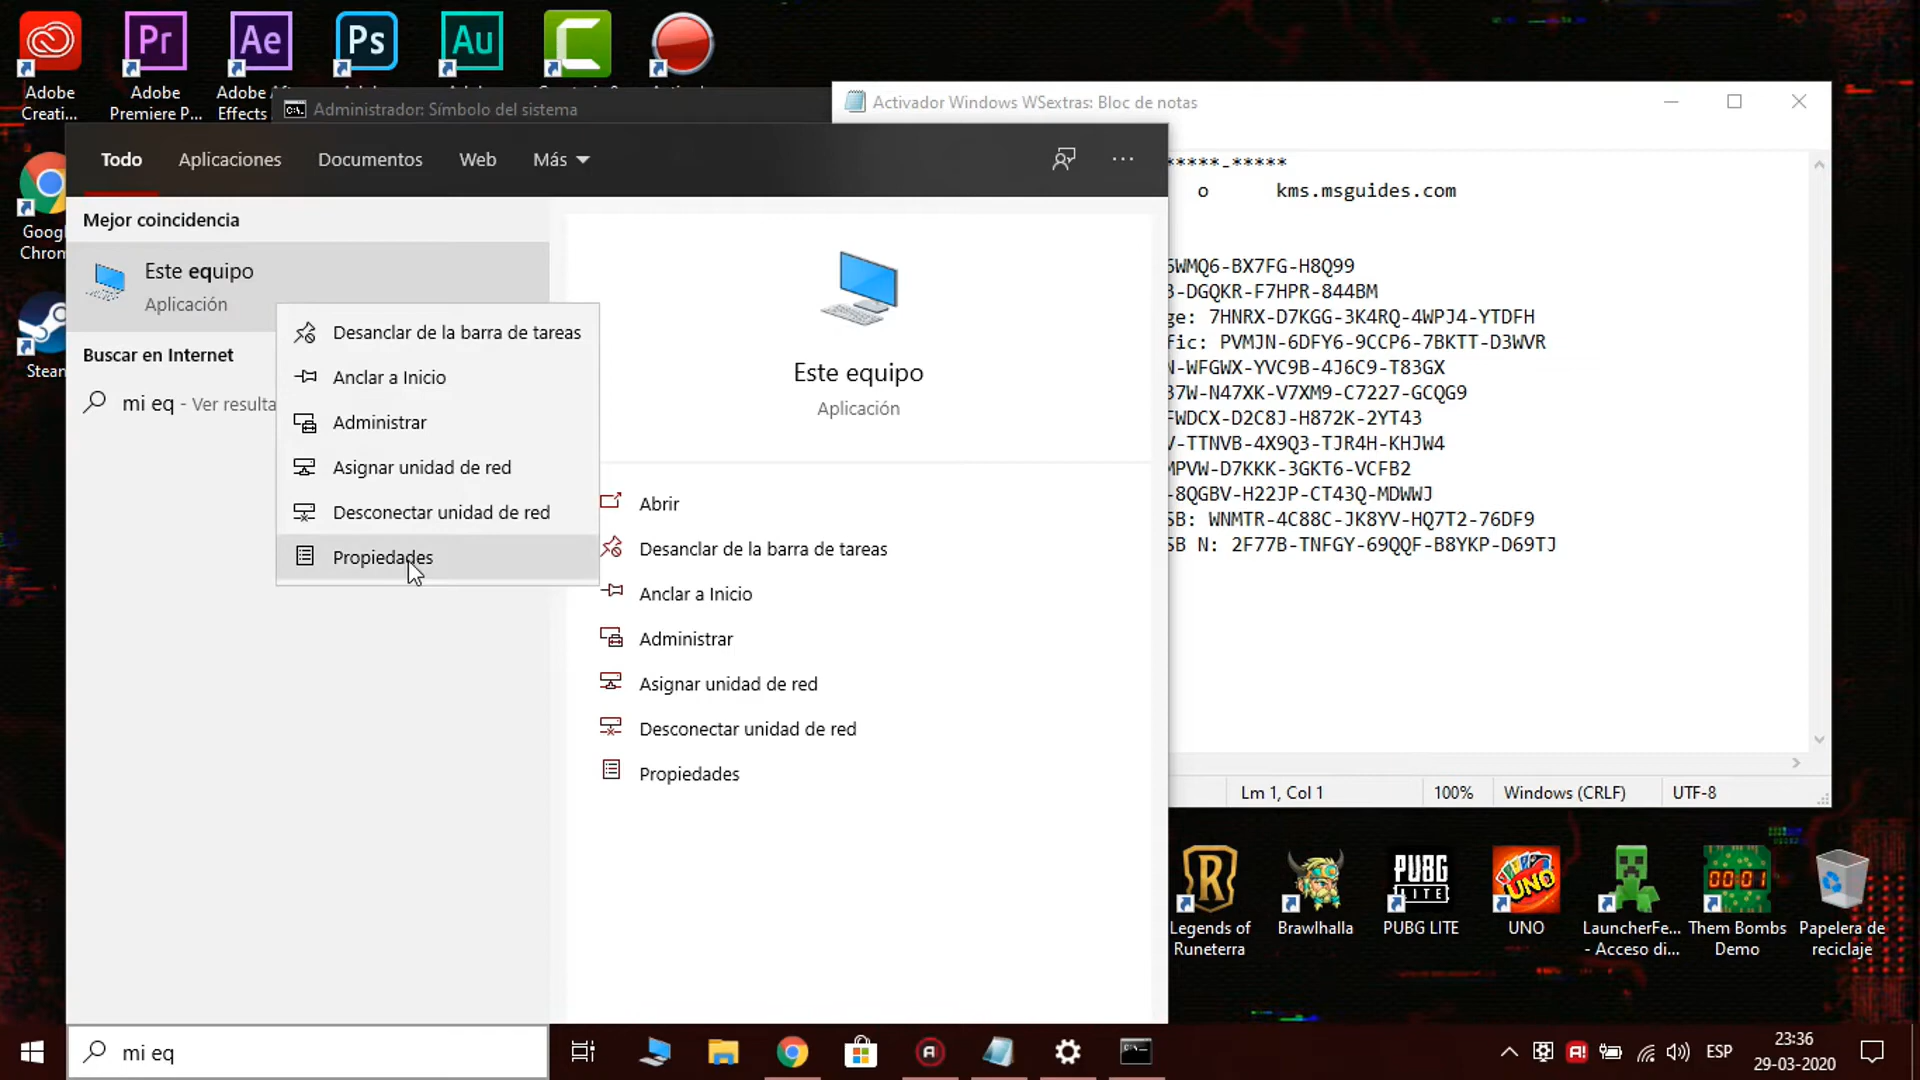 Adobe Creati...
Adobe Premiere P...
Effects
Administrador: Símbolo del sistema
Activador Windows WSextras: Bloc de notas
Todo
Aplicaciones
Documentos
Web
Más
Mejor coincidencia
Este equipo
Aplicación
Buscar en Internet
mi eq - Ver resulta
Desanclar de la barra de tareas
Anclar a Inicio
Administrar
Asignar unidad de red
Desconectar unidad de red
Propiedades
Este equipo
Aplicación
Abrir
Desanclar de la barra de tareas
Anclar a Inicio
Administrar
Asignar unidad de red
Desconectar unidad de red
Propiedades
*****-*****
o kms.msguides.com
WMQ6-BX7FG-H8Q99
-DGQKR-F7HPR-844BM
ge: 7HNRX-D7KGG-3K4RQ-4WPJ4-YTDFH
fic: PVMJN-6DFY6-9CCP6-7BKTT-D3WVR
-WFGWX-YVC9B-4J6C9-T83GX
37W-N47XK-V7XM9-C7227-GCQG9
FWDCX-D2C8J-H872K-2YT43
-TTNVB-4X9Q3-TJR4H-KHJW4
MPVW-D7KKK-3GKT6-VCFB2
-8QGBV-H22JP-CT43Q-MDWWJ
SB: WNMTR-4C88C-JK8YV-HQ7T2-76DF9
SB N: 2F77B-TNFGY-69QQF-B8YKP-D69TJ
Lm 1, Col 1
100%
Windows (CRLF)
UTF-8
Googl Chrom
Steam
Legends of Runeterra
Brawlhalla
PUBG LITE
UNO
LauncherFe... - Acceso di...
Them Bombs Demo
Papelera de reciclaje
mi eq
ESP
23:36
29-03-2020